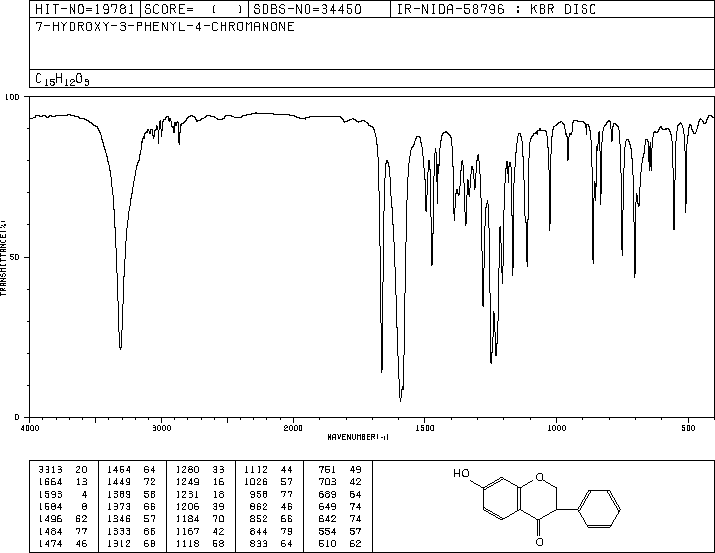 HIT-NO=19781 SCORE= ( ) SDBS-NO=34450 IR-NIDA-58796 : KBR DISC
7-HYDROXY-3-PHENYL-4-CHROMANONE
C15H12O3
100
50
0
TRANSMITTANCE(%)
4000 3000 2000 1500 1000 500
WAVENUMBER(-1)
3313 20 1464 64 1280 33 1112 44 751 49
1664 13 1449 72 1249 16 1026 57 703 42
1593 4 1389 58 1231 18 958 77 689 64
1584 8 1373 66 1206 39 862 46 649 74
1496 62 1346 57 1184 70 852 66 642 74
1484 77 1333 66 1167 42 844 79 554 57
1474 46 1312 68 1118 58 833 64 510 62
HO
O
O